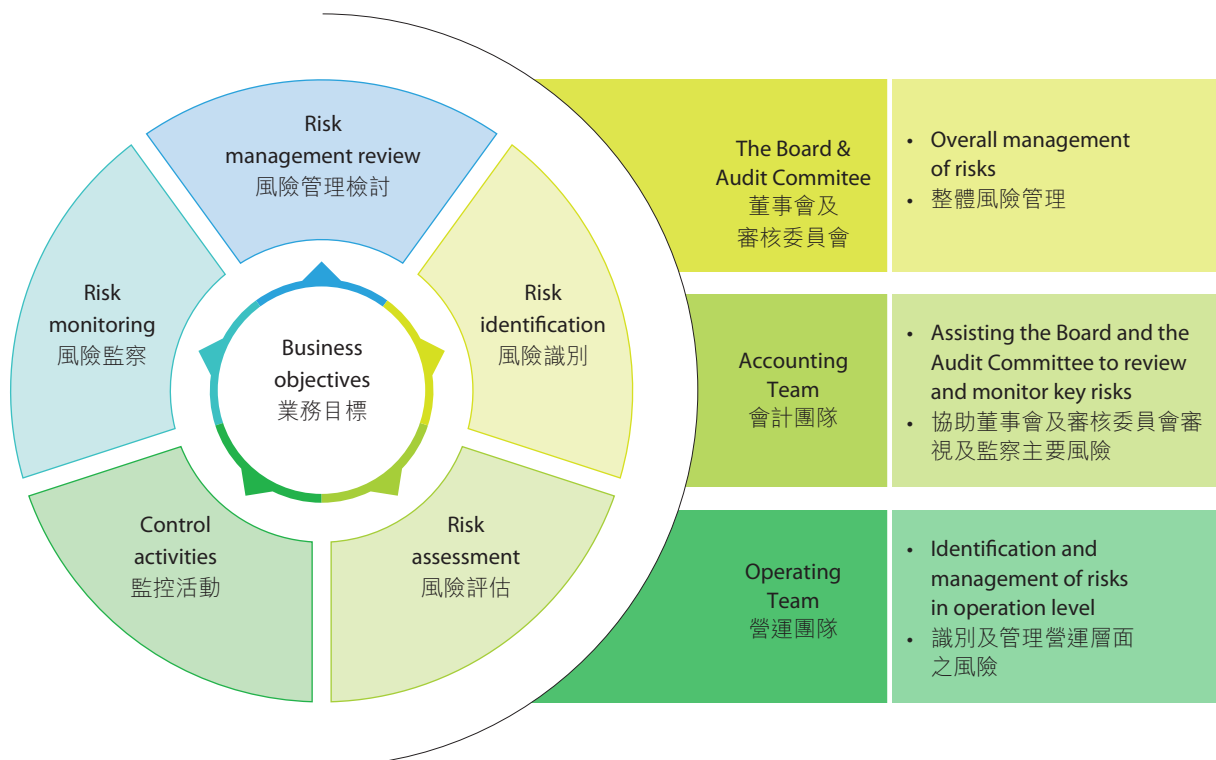 Risk
management review
風險管理檢討
Risk
identification
風險識別
Risk
assessment
風險評估
Control
activities
監控活動
Risk
monitoring
風險監察
Business
objectives
業務目標
The Board &
Audit Commitee
董事會及
審核委員會
• Overall management
of risks
• 整體風險管理
Accounting
Team
會計團隊
• Assisting the Board and the
Audit Committee to review
and monitor key risks
• 協助董事會及審核委員會審
視及監察主要風險
Operating
Team
營運團隊
• Identification and
management of risks
in operation level
• 識別及管理營運層面
之風險